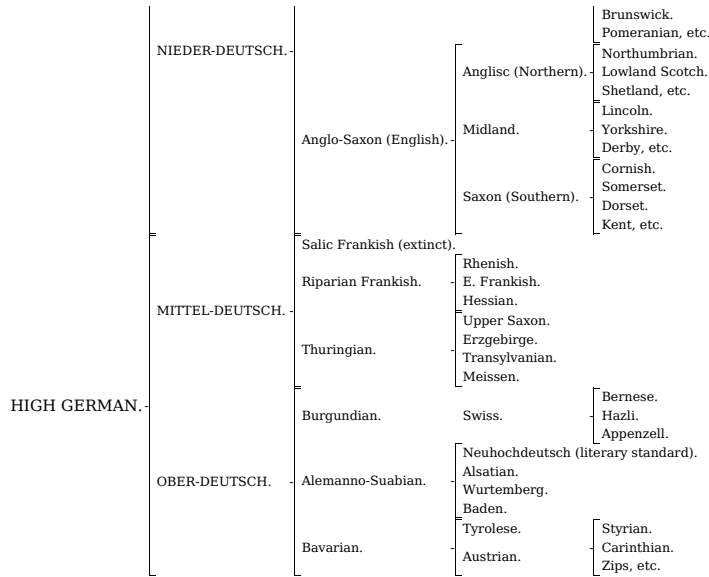 Brunswick.
Pomeranian, etc.
NIEDER-DEUTSCH.
Northumbrian.
Anglisc (Northern).
Lowland Scotch.
Shetland, etc.
Lincoln.
Midland.
Yorkshire.
Anglo-Saxon (English).
Derby, etc.
Cornish.
Saxon (Southern).
Somerset.
Dorset.
Kent, etc.
Salic Frankish (extinct).
Rhenish.
Riparian Frankish.
E. Frankish.
Hessian.
MITTEL-DEUTSCH.
Upper Saxon.
Erzgebirge.
Thuringian.
Transylvanian.
Meissen.
HIGH GERMAN.
Bernese.
Burgundian.
Swiss.
Hazli.
Appenzell.
Neuhochdeutsch (literary standard).
Alsatian.
OBER-DEUTSCH.
Alemanno-Suabian.
Wurtemberg.
Baden.
Tyrolese.
Styrian.
Bavarian.
Carinthian.
Austrian.
Zips, etc.